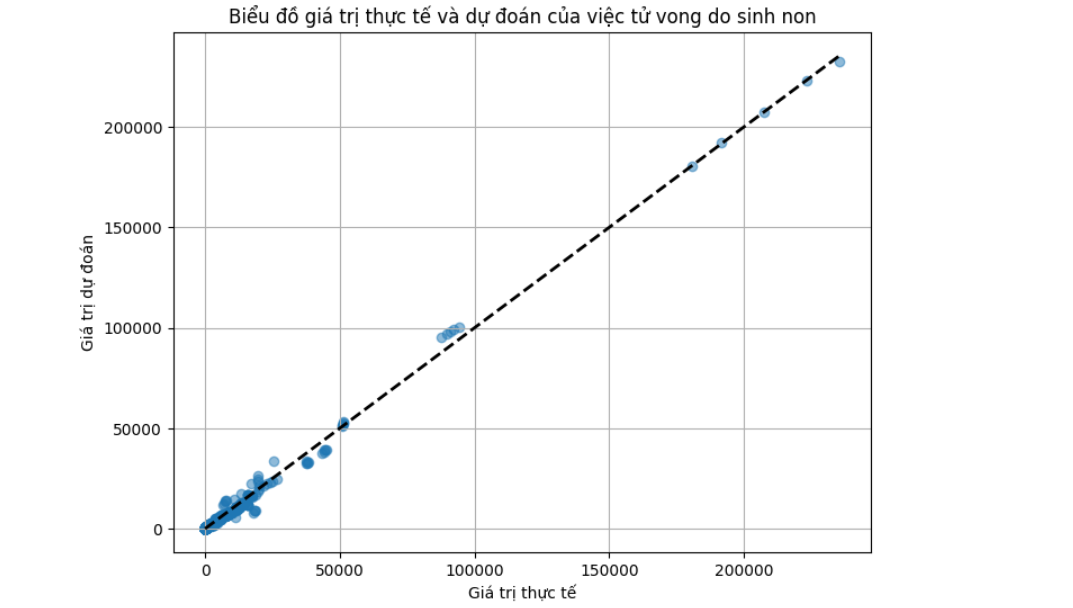 Biểu đồ giá trị thực tế và dự đoán của việc tử vong do sinh non
Giá trị dự đoán
200000
150000
100000
50000
0
0 50000 100000 150000 200000
Giá trị thực tế